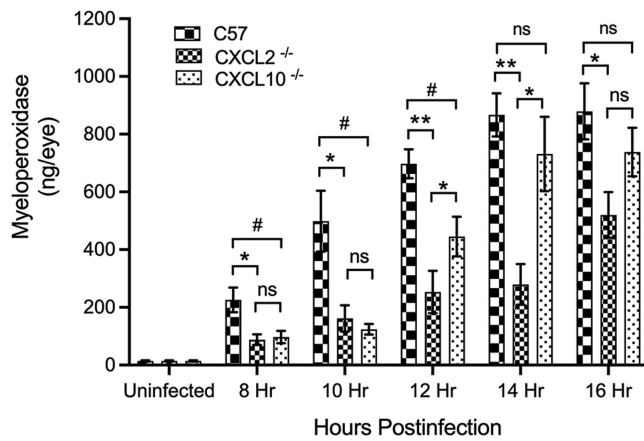 C57
CXCL2 -/-
CXCL10 -/-
Myeloperoxidase
(ng/eye)
1200
1000
800
600
400
200
0
# * ns
# * ns
# ** *
ns ** *
ns * ns
Uninfected 8 Hr 10 Hr 12 Hr 14 Hr 16 Hr
Hours Postinfection